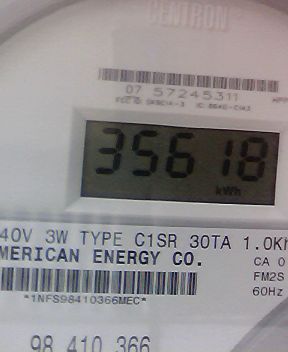 CENTRON
07 57245311
35618
kWh
40V 3W TYPE C1SR 30TA 1.0Kh
MERICAN ENERGY CO.
CA 0
FM2S
60Hz
*1NFS98410366MEC*
98 410 366